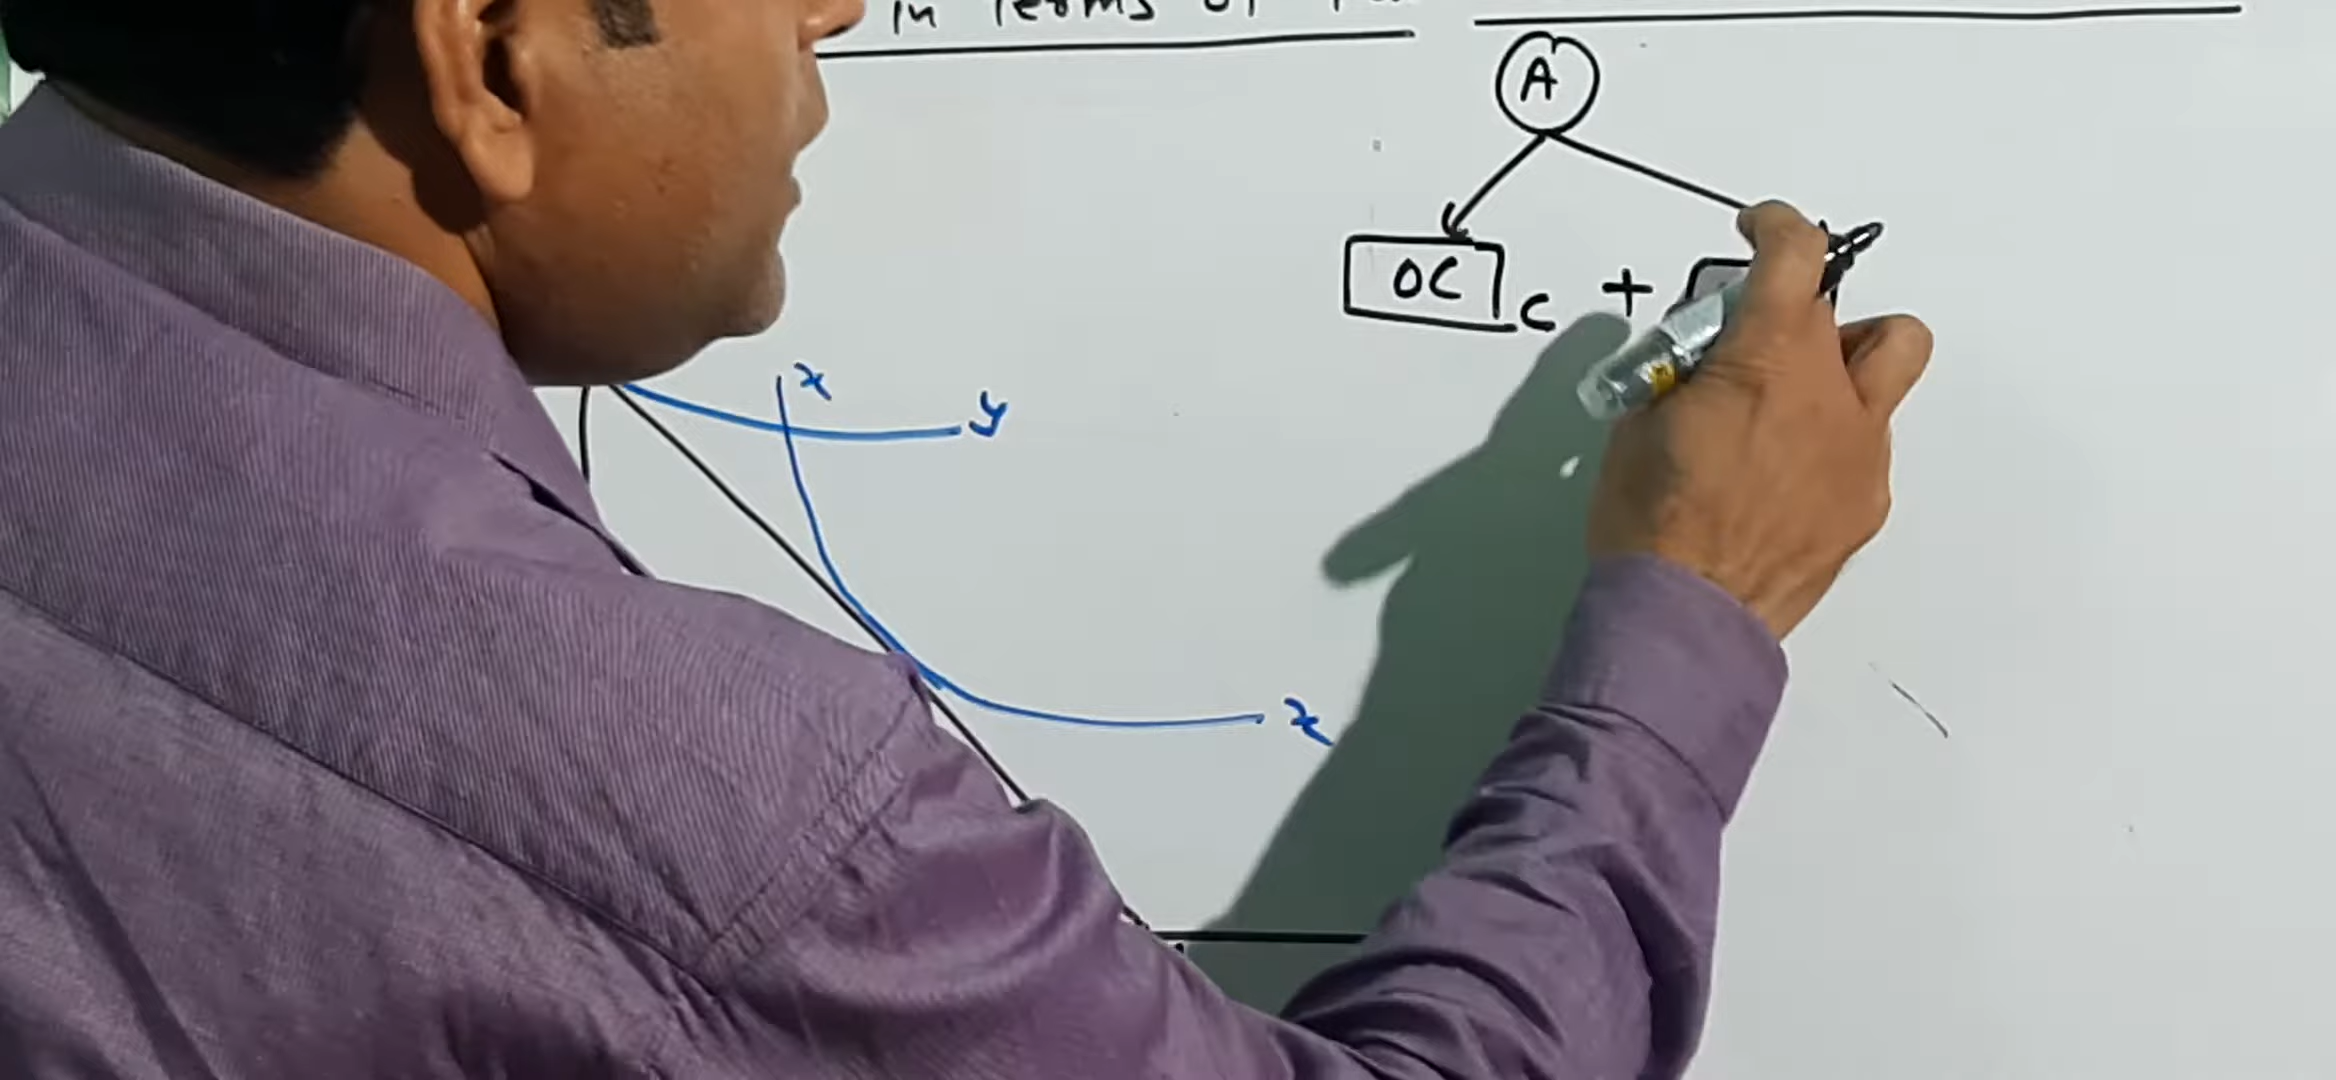 in terms of
A
OC C +
x y
x